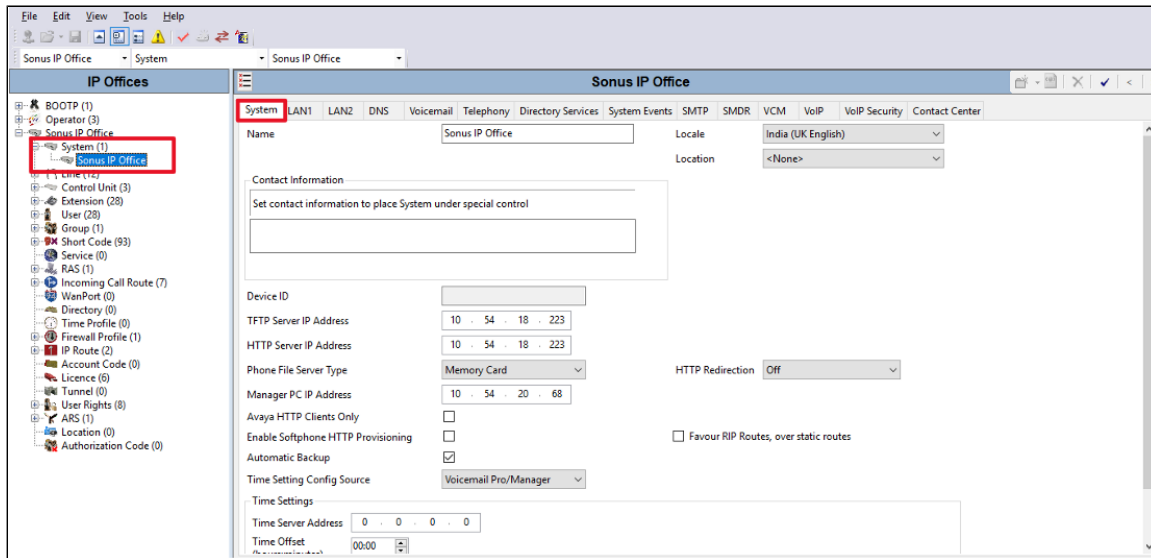 File Edit View Tools Help
Sonus IP Office System Sonus IP Office
IP Offices
BOOTP (1)
Operator (3)
Sonus IP Office
System (1)
Sonus IP Office
Line (12)
Control Unit (3)
Extension (28)
User (28)
Group (1)
Short Code (93)
Service (0)
RAS (1)
Incoming Call Route (7)
WanPort (0)
Directory (0)
Time Profile (0)
Firewall Profile (1)
IP Route (2)
Account Code (0)
Licence (6)
Tunnel (0)
User Rights (8)
ARS (1)
Location (0)
Authorization Code (0)
Sonus IP Office
System LAN1 LAN2 DNS Voicemail Telephony Directory Services System Events SMTP SMDR VCM VoIP VoIP Security Contact Center
Name Sonus IP Office Locale India (UK English)
Location <None>
Contact Information
Set contact information to place System under special control
Device ID
TFTP Server IP Address 10 . 54 . 18 . 223
HTTP Server IP Address 10 . 54 . 18 . 223
Phone File Server Type Memory Card HTTP Redirection Off
Manager PC IP Address 10 . 54 . 20 . 68
Avaya HTTP Clients Only
Enable Softphone HTTP Provisioning Favour RIP Routes, over static routes
Automatic Backup
Time Setting Config Source Voicemail Pro/Manager
Time Settings
Time Server Address 0 . 0 . 0 . 0
Time Offset 00:00